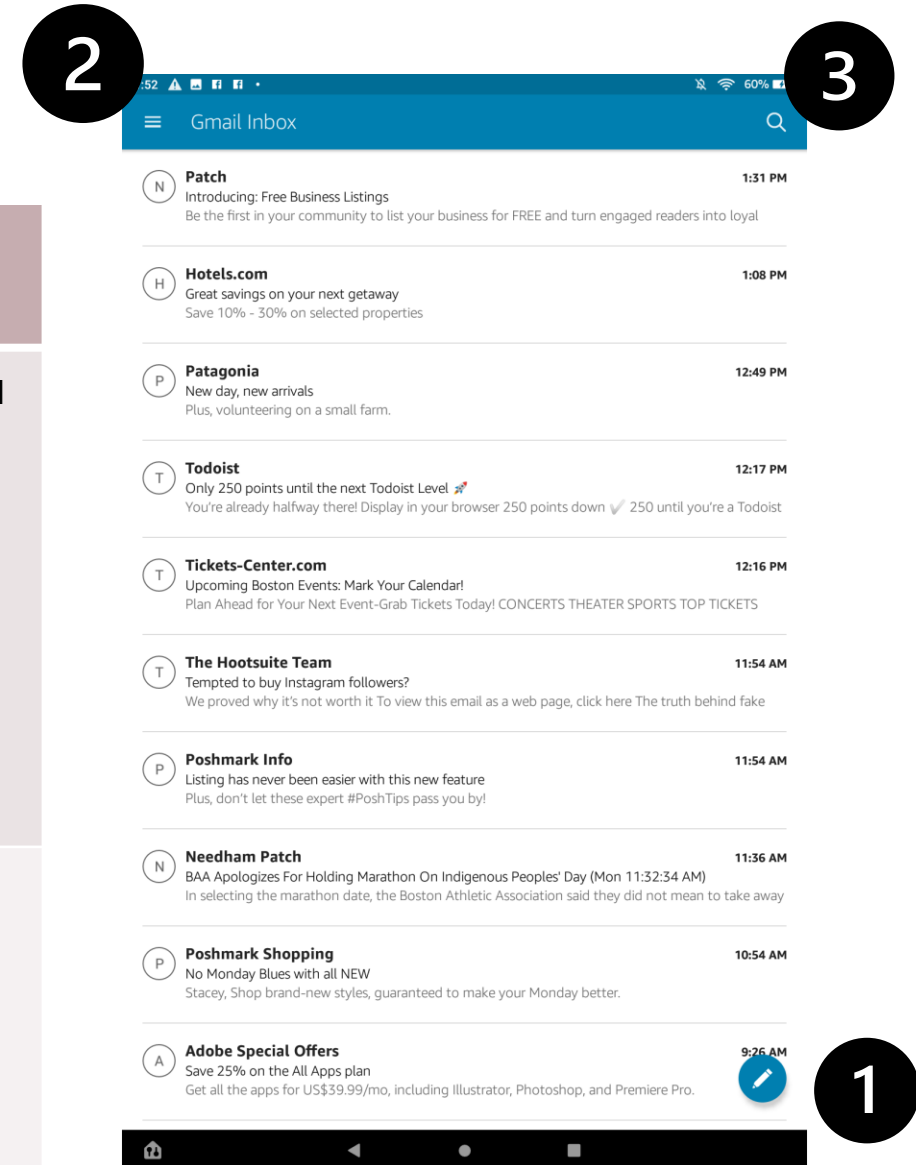 2
3
:52
60%
Gmail Inbox
N
Patch
1:31 PM
Introducing: Free Business Listings
Be the first in your community to list your business for FREE and turn engaged readers into loyal
H
Hotels.com
1:08 PM
Great savings on your next getaway
Save 10% - 30% on selected properties
P
Patagonia
12:49 PM
New day, new arrivals
Plus, volunteering on a small farm.
T
Todoist
12:17 PM
Only 250 points until the next Todoist Level 🚀
You're already halfway there! Display in your browser 250 points down ✔ 250 until you're a Todoist
T
Tickets-Center.com
12:16 PM
Upcoming Boston Events: Mark Your Calendar!
Plan Ahead for Your Next Event-Grab Tickets Today! CONCERTS THEATER SPORTS TOP TICKETS
T
The Hootsuite Team
11:54 AM
Tempted to buy Instagram followers?
We proved why it's not worth it To view this email as a web page, click here The truth behind fake
P
Poshmark Info
11:54 AM
Listing has never been easier with this new feature
Plus, don't let these expert #PoshTips pass you by!
N
Needham Patch
11:36 AM
BAA Apologizes For Holding Marathon On Indigenous Peoples' Day (Mon 11:32:34 AM)
In selecting the marathon date, the Boston Athletic Association said they did not mean to take away
P
Poshmark Shopping
10:54 AM
No Monday Blues with all NEW
Stacey, Shop brand-new styles, guaranteed to make your Monday better.
A
Adobe Special Offers
9:26 AM
Save 25% on the All Apps plan
Get all the apps for US$39.99/mo, including Illustrator, Photoshop, and Premiere Pro.
1